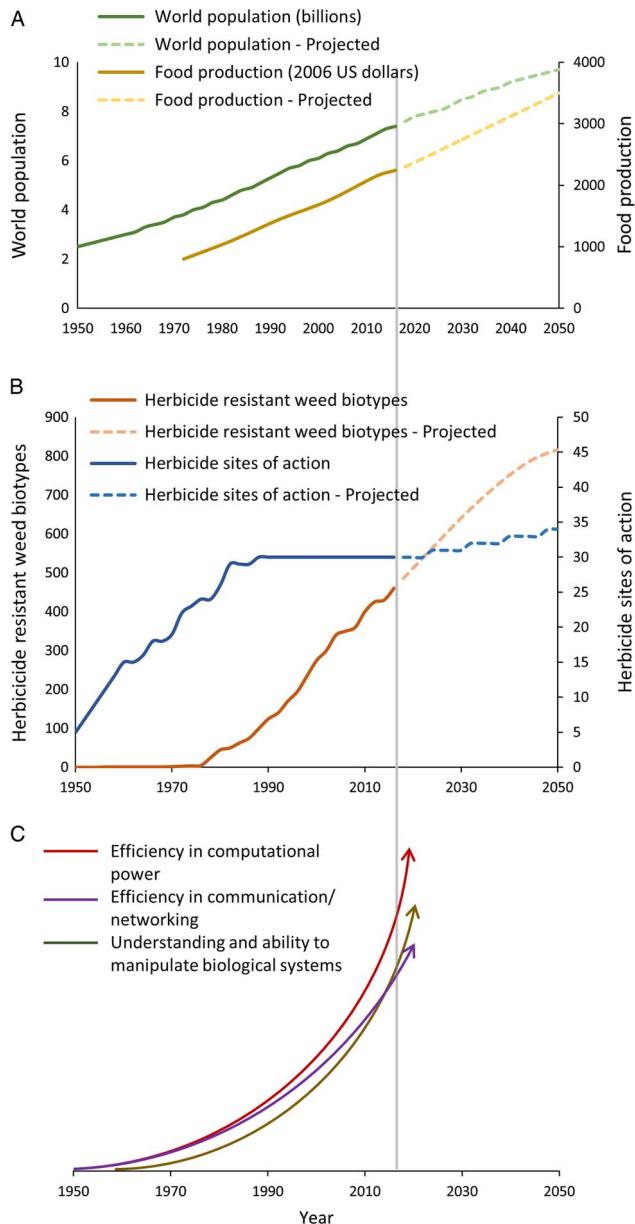 A
World population (billions)
World population - Projected
Food production (2006 US dollars)
Food production - Projected
World population
10
8
6
4
2
0
4000
3000
2000
1000
0
Food production
1950 1960 1970 1980 1990 2000 2010 2020 2030 2040 2050
B
Herbicide resistant weed biotypes
Herbicide resistant weed biotypes - Projected
Herbicide sites of action
Herbicide sites of action - Projected
Herbicicide resistant weed biotypes
900
800
700
600
500
400
300
200
100
0
50
45
40
35
30
25
20
15
10
5
0
Herbicide sites of action
1950 1970 1990 2010 2030 2050
C
Efficiency in computational
power
Efficiency in communication/
networking
Understanding and ability to
manipulate biological systems
1950 1970 1990 2010 2030 2050
Year